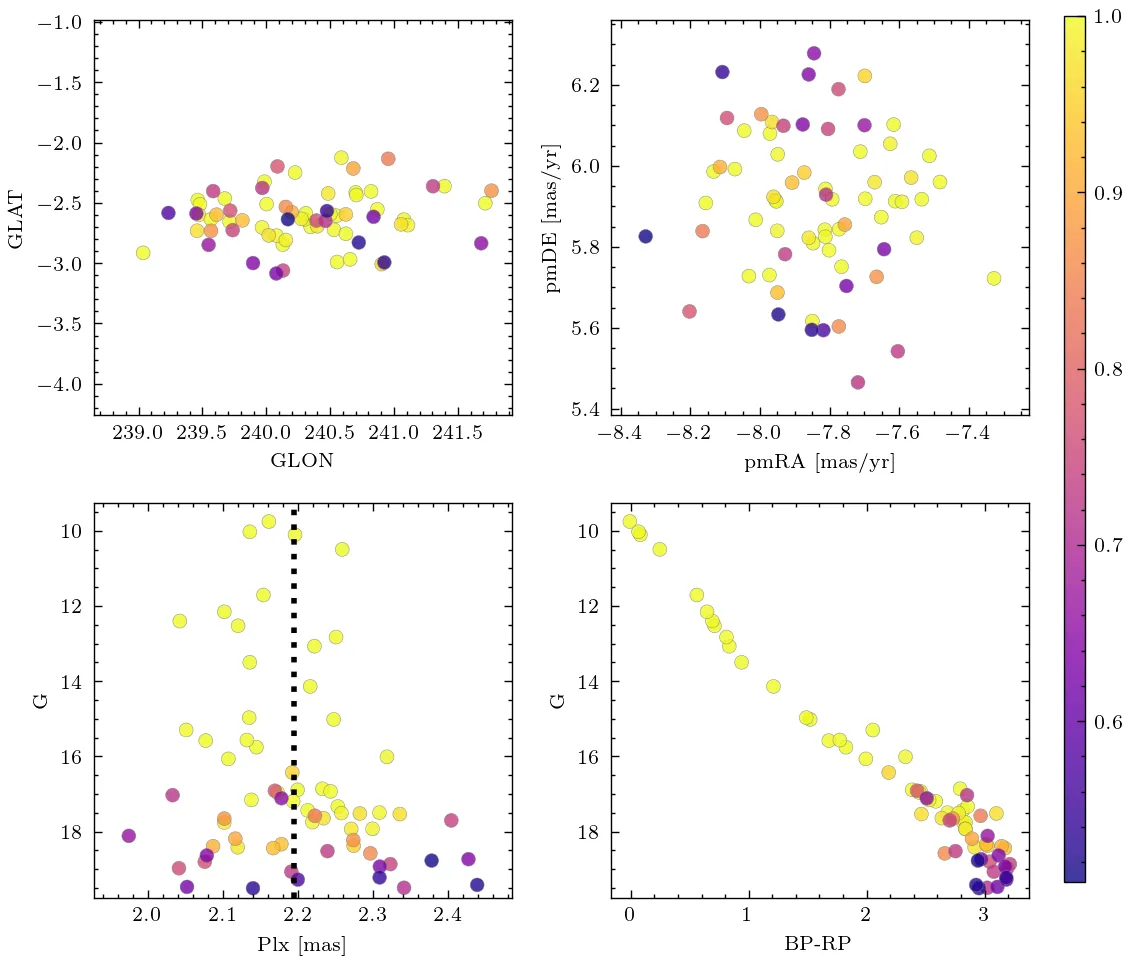 −1.0
−1.5
−2.0
−2.5
−3.0
−3.5
−4.0
GLAT
239.0 239.5 240.0 240.5 241.0 241.5
GLON
6.2
6.0
5.8
5.6
5.4
pmDE [mas/yr]
−8.4 −8.2 −8.0 −7.8 −7.6 −7.4
pmRA [mas/yr]
1.0
0.9
0.8
0.7
0.6
10
12
14
16
18
G
2.0 2.1 2.2 2.3 2.4
Plx [mas]
10
12
14
16
18
G
0 1 2 3
BP-RP